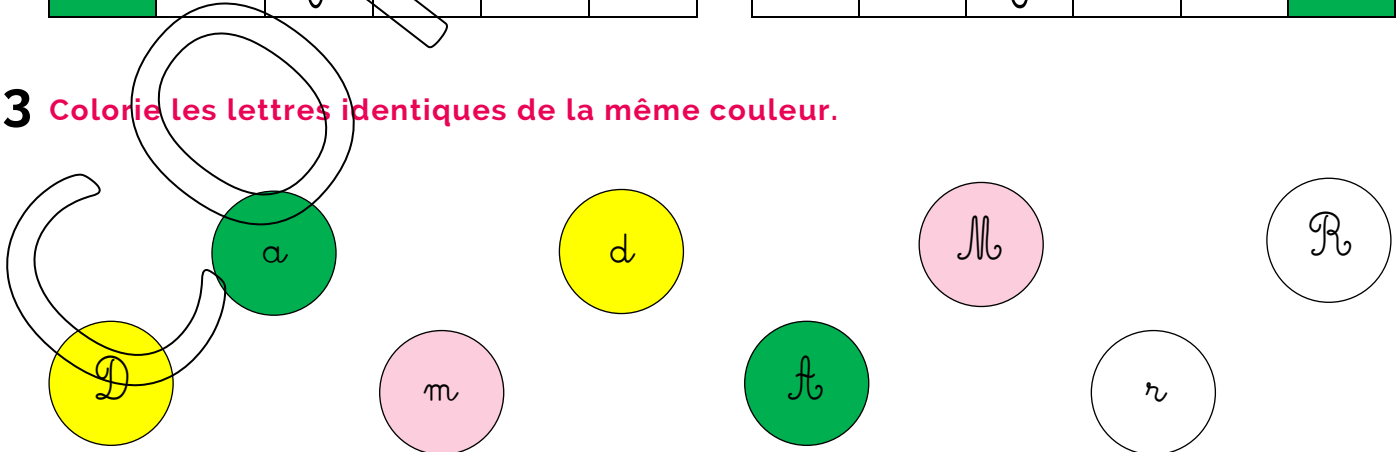 3 Colorie les lettres identiques de la même couleur.
a d M R
D m A r